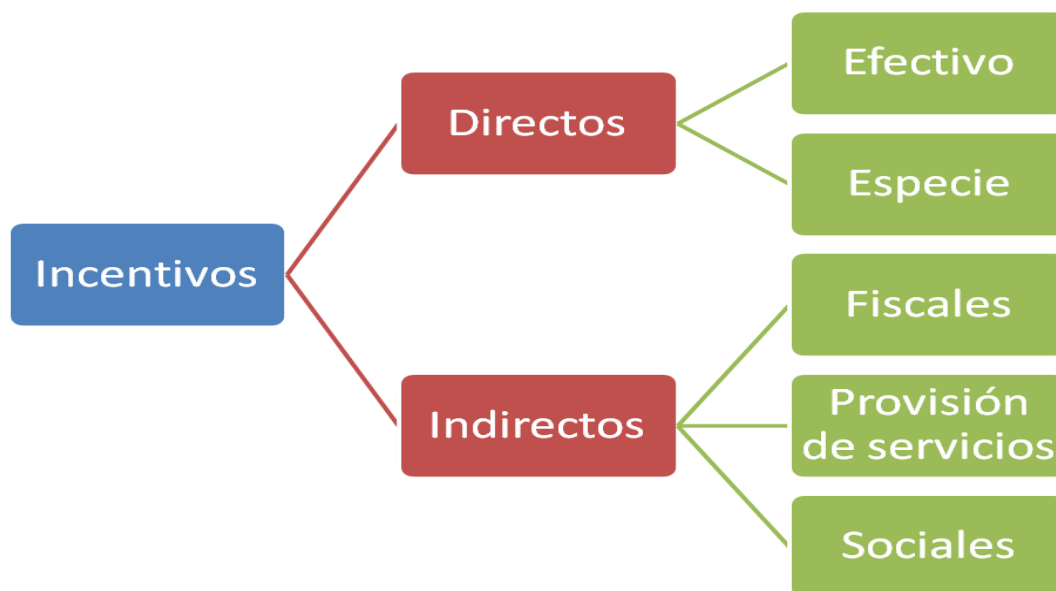 Incentivos
Directos
Efectivo
Especie
Indirectos
Fiscales
Provisión
de servicios
Sociales